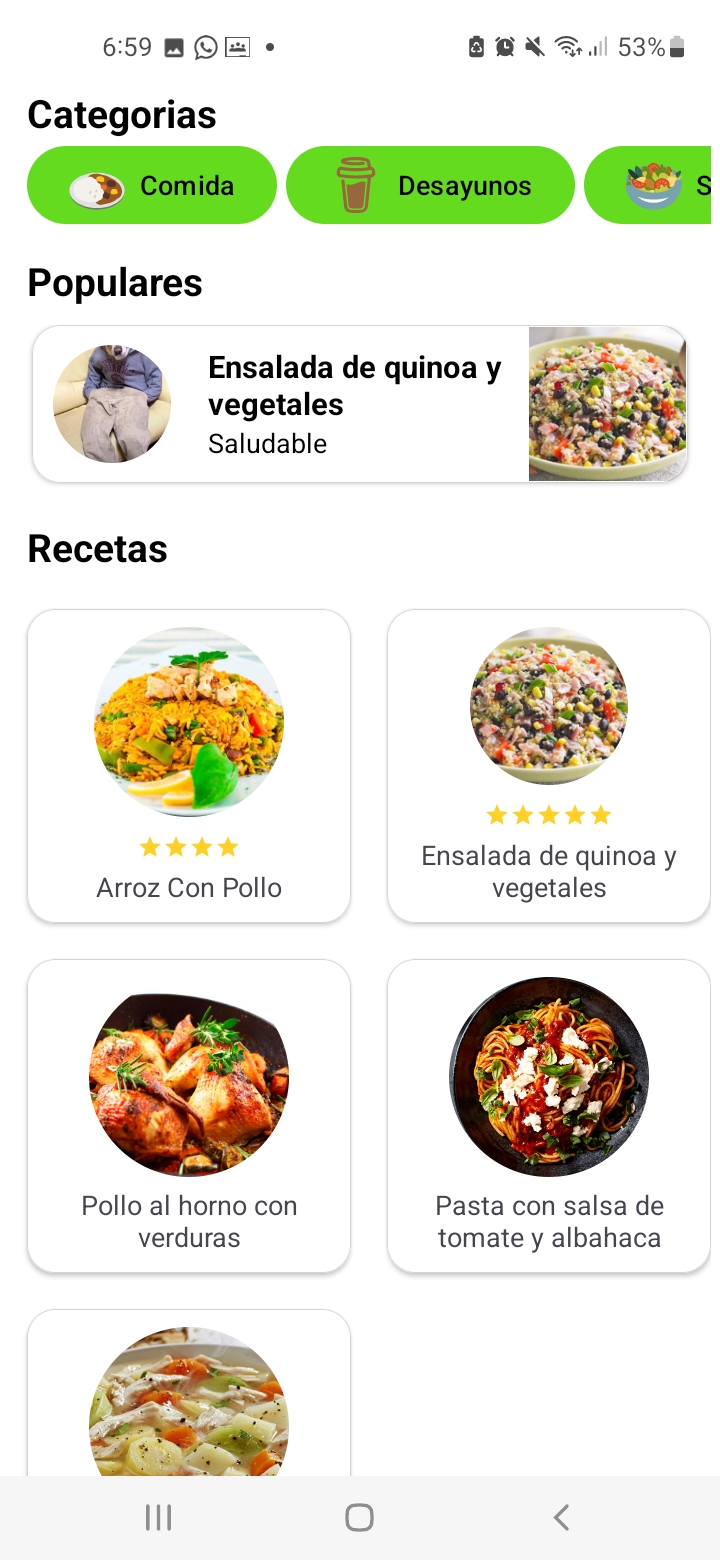 6:59
53%
Categorias
Comida
Desayunos
S
Populares
Ensalada de quinoa y
vegetales
Saludable
Recetas
Arroz Con Pollo
Ensalada de quinoa y
vegetales
Pollo al horno con
verduras
Pasta con salsa de
tomate y albahaca